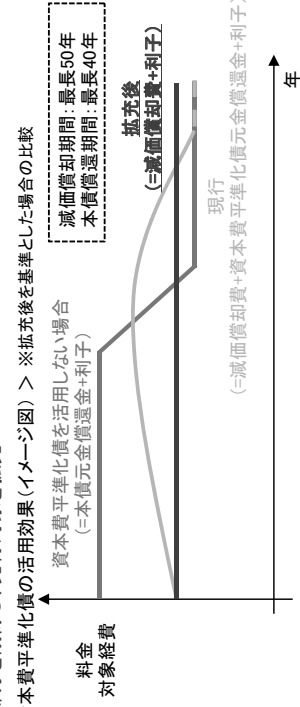 本費平準化債の活用効果(イメージ図) > ※拡充後を基準とした場合の比較
減価償却期間:最長50年
本債償還期間:最長40年
資本費平準化債を活用しない場合
(=本債元金償還金+利子)
拡充後
(=減価償却費+利子)
料金
対象経費
現行
(=減価償却費+資本費平準化債元金償還金+利子)
年